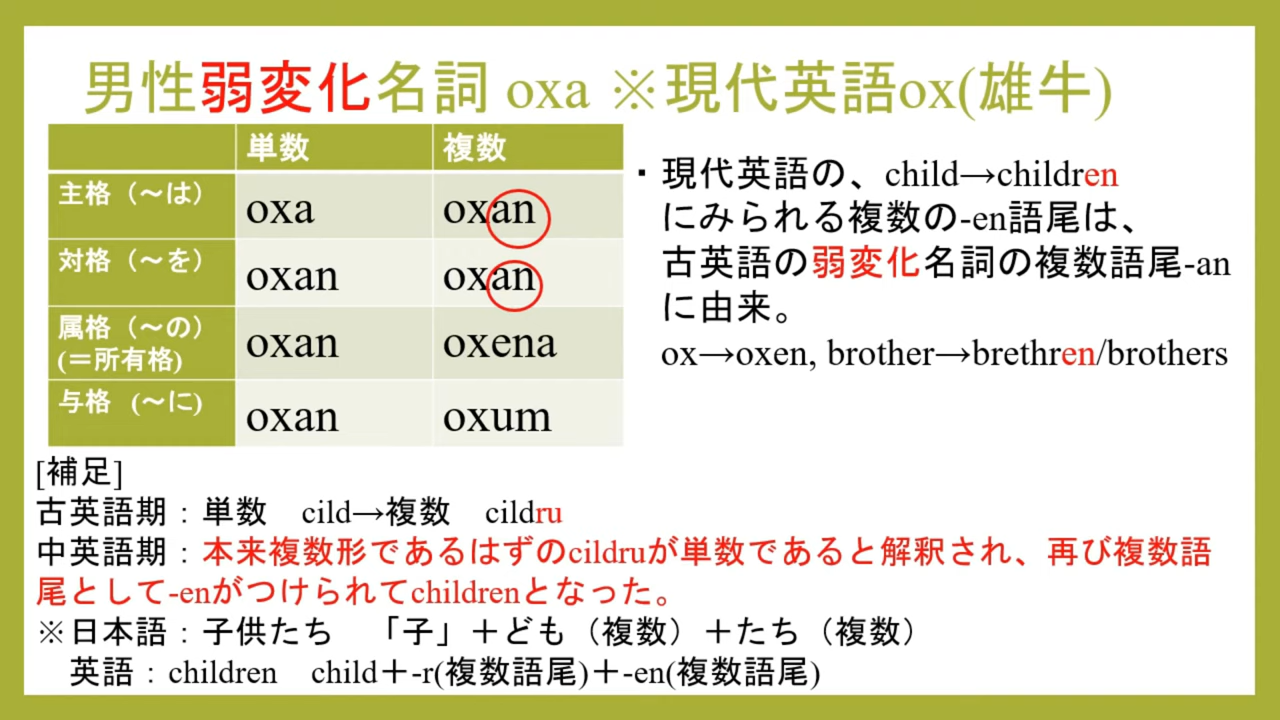 男性弱変化名詞 oxa ※現代英語ox(雄牛)
単数 複数
主格（～は） oxa oxan
対格（～を） oxan oxan
属格（～の） oxan oxena
(＝所有格)
与格 (～に) oxan oxum
・現代英語の、child→children
にみられる複数の-en語尾は、
古英語の弱変化名詞の複数語尾-an
に由来。
ox→oxen, brother→brethren/brothers
[補足]
古英語期：単数　cild→複数　cildru
中英語期：本来複数形であるはずのcildruが単数であると解釈され、再び複数語
尾として-enがつけられてchildrenとなった。
※日本語：子供たち　「子」＋ども（複数）＋たち（複数）
英語：children　child＋-r(複数語尾)＋-en(複数語尾)